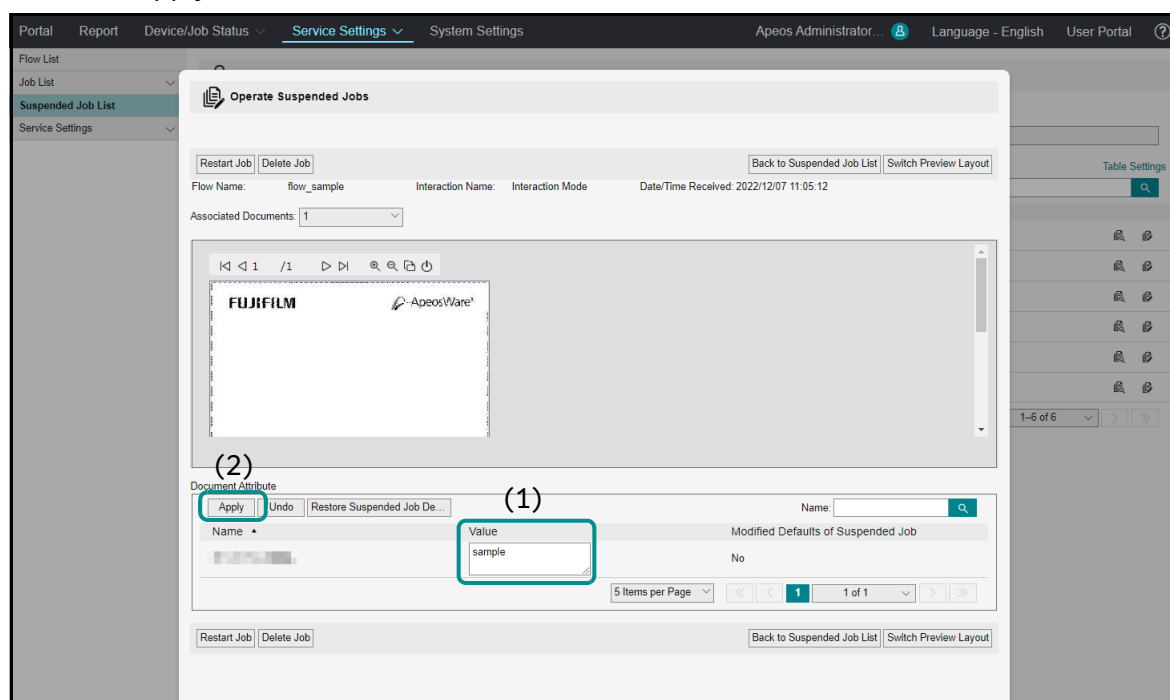 Portal Report Device/Job Status Service Settings System Settings Apeos Administrator... Language - English User Portal
Flow List
Job List
Suspended Job List
Service Settings
Operate Suspended Jobs
Restart Job Delete Job Back to Suspended Job List Switch Preview Layout
Table Settings
Flow Name: flow_sample Interaction Name: Interaction Mode Date/Time Received: 2022/12/07 11:05:12
Associated Documents: 1
1 /1
FUJIFILM ApeosWare
1–6 of 6
(2)
Document Attribute
(1)
Apply Undo Restore Suspended Job De... Name:
Name Value Modified Defaults of Suspended Job
sample No
5 Items per Page 1 1 of 1
Restart Job Delete Job Back to Suspended Job List Switch Preview Layout